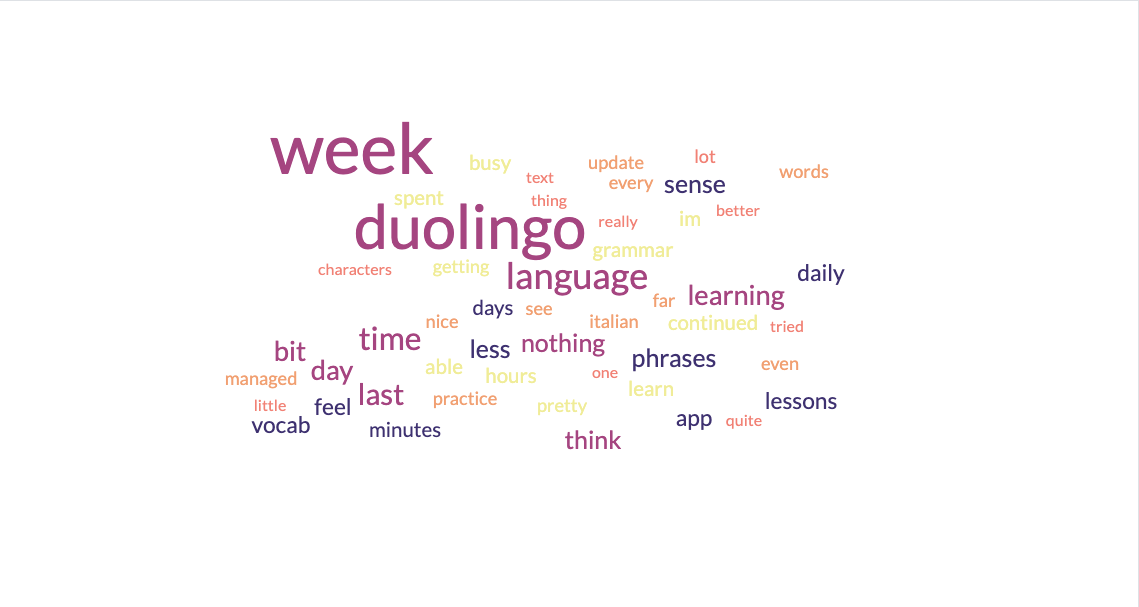 week
busy
update
lot
words
text
every
sense
spent
thing
really
im
better
duolingo
grammar
characters
getting
language
daily
far
learning
days
see
nice
italian
continued
tried
time
bit
less
nothing
phrases
even
able
day
managed
hours
one
learn
last
practice
little
feel
pretty
lessons
vocab
minutes
app
quite
think